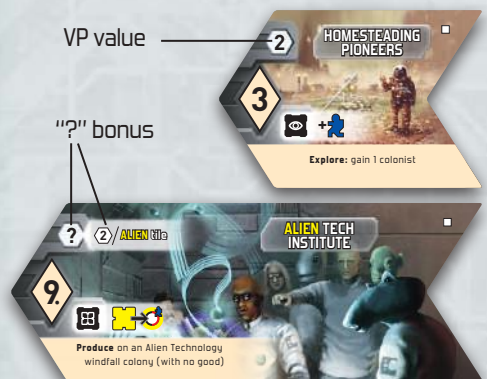 VP value
2
HOMESTEADING
PIONEERS
3
+
Explore: gain 1 colonist
"?" bonus
?
2/ALIEN tile
ALIEN TECH
INSTITUTE
9.
Produce on an Alien Technology
windfall colony (with no good)